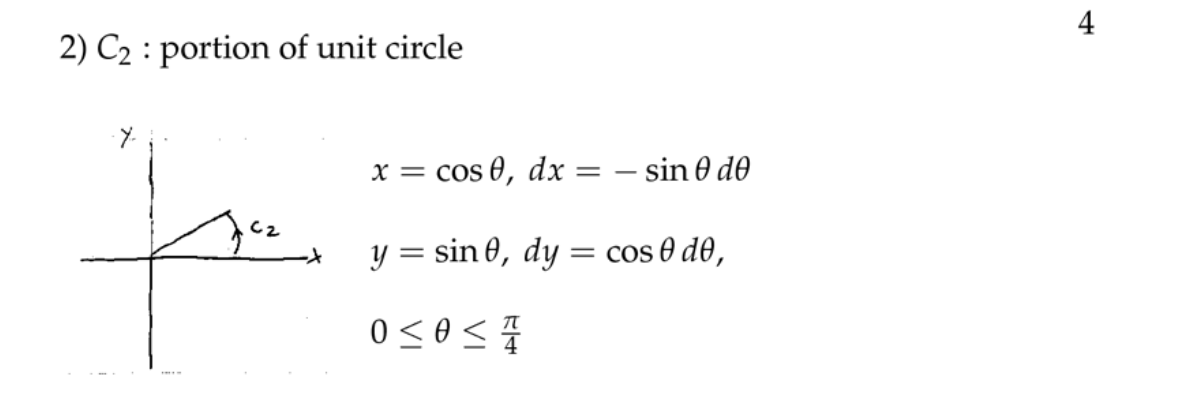 4
2) C₂ : portion of unit circle
y
x = cos θ, dx = − sin θ dθ
C2
x
y = sin θ, dy = cos θ dθ,
0 ≤ θ ≤ π/4